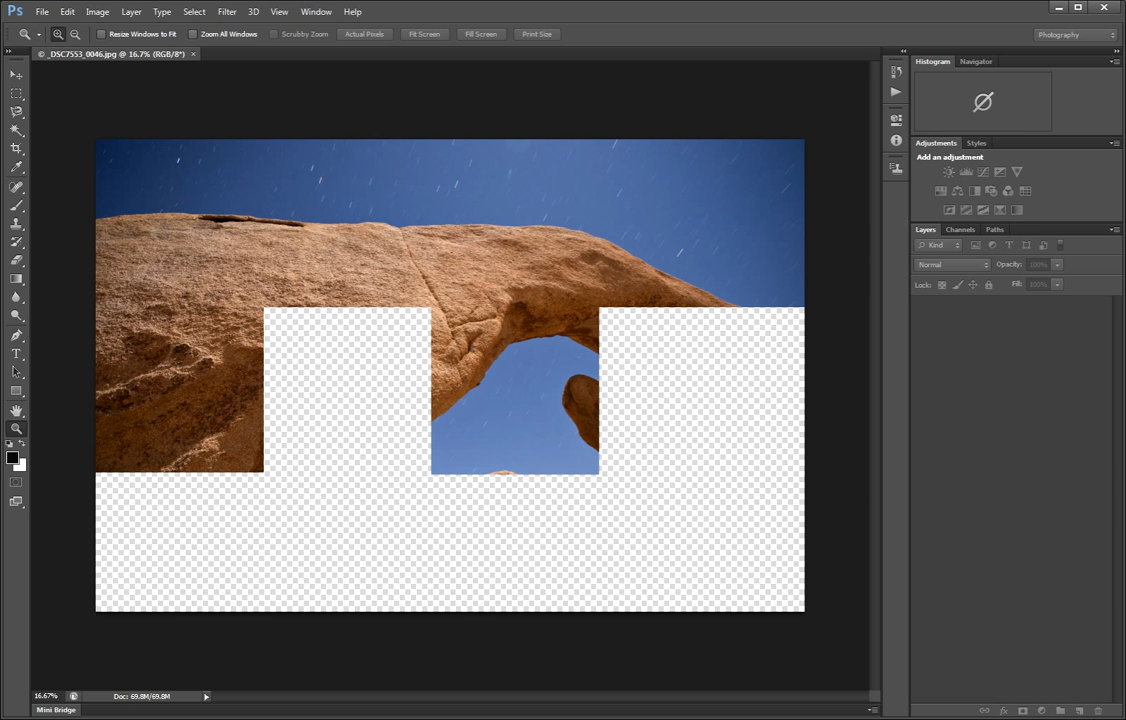 Ps File Edit Image Layer Type Select Filter 3D View Window Help
Resize Windows to Fit Zoom All Windows Scrubby Zoom Actual Pixels Fit Screen Fill Screen Print Size Photography
© _DSC7553_0046.jpg @ 16.7% (RGB/8*) ×
Histogram Navigator
Adjustments Styles
Add an adjustment
Layers Channels Paths
Kind
Normal Opacity: 100%
Lock: Fill: 100%
16.67% Doc: 69.8M/69.8M
Mini Bridge